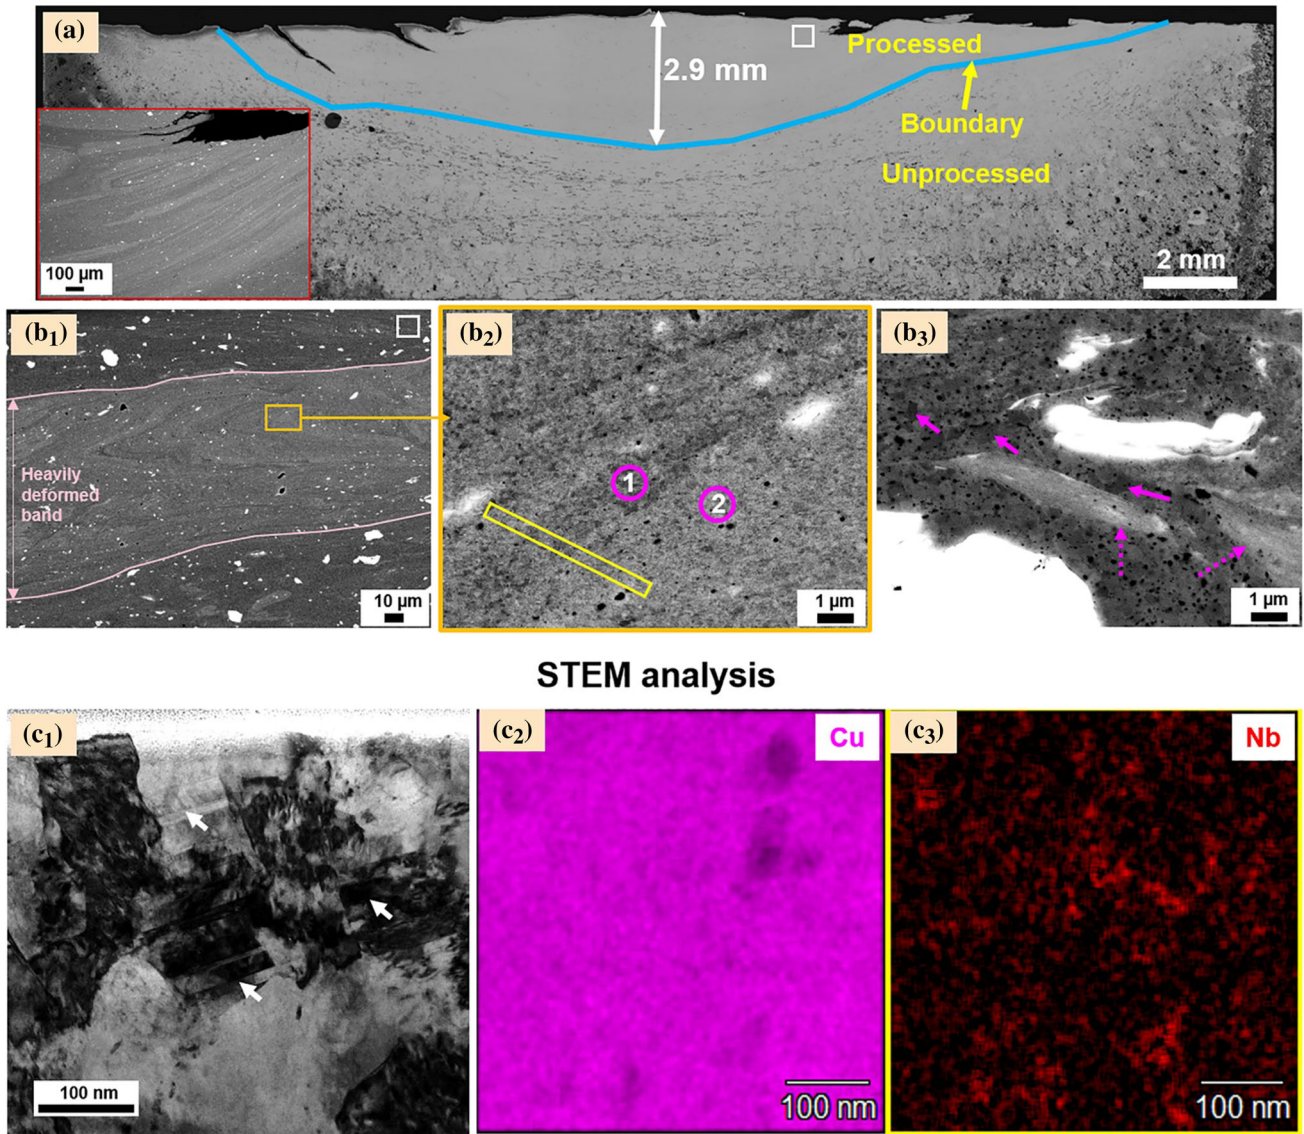 (a)
Processed
2.9 mm
Boundary
Unprocessed
100 µm
2 mm
(b1)
(b2)
(b3)
1
2
Heavily
deformed
band
10 µm
1 µm
1 µm
STEM analysis
(c1)
(c2)
Cu
(c3)
Nb
100 nm
100 nm
100 nm